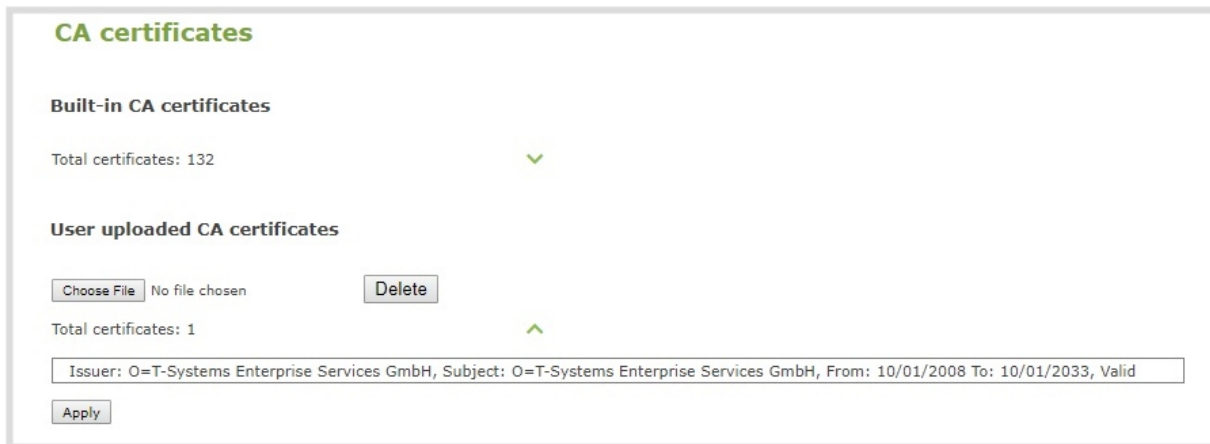 CA certificates
Built-in CA certificates
Total certificates: 132
User uploaded CA certificates
Choose File No file chosen Delete
Total certificates: 1
Issuer: O=T-Systems Enterprise Services GmbH, Subject: O=T-Systems Enterprise Services GmbH, From: 10/01/2008 To: 10/01/2033, Valid
Apply